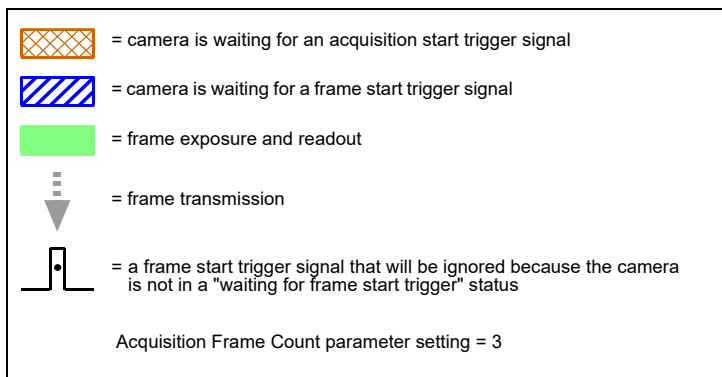 = camera is waiting for an acquisition start trigger signal
= camera is waiting for a frame start trigger signal
= frame exposure and readout
= frame transmission
= a frame start trigger signal that will be ignored because the camera
is not in a "waiting for frame start trigger" status
Acquisition Frame Count parameter setting = 3